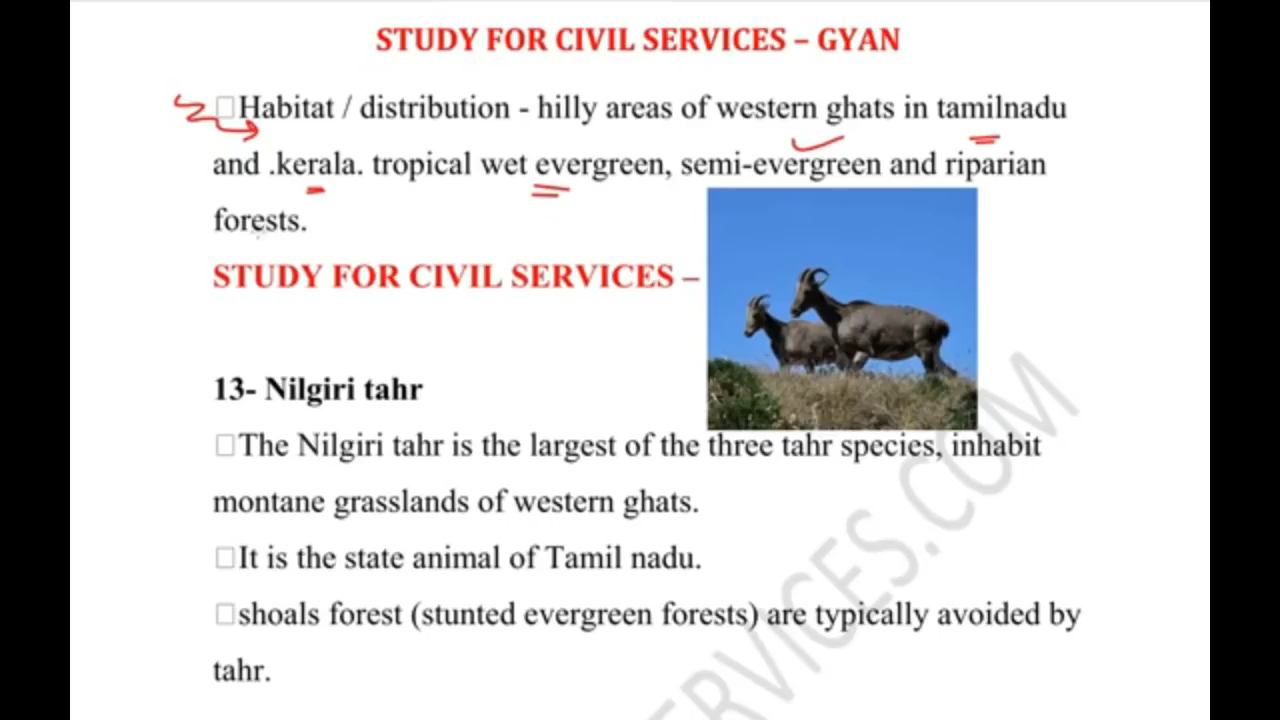 STUDY FOR CIVIL SERVICES – GYAN
□Habitat / distribution - hilly areas of western ghats in tamilnadu
and .kerala. tropical wet evergreen, semi-evergreen and riparian
forests.
STUDY FOR CIVIL SERVICES –
13- Nilgiri tahr
□The Nilgiri tahr is the largest of the three tahr species, inhabit
montane grasslands of western ghats.
□It is the state animal of Tamil nadu.
□shoals forest (stunted evergreen forests) are typically avoided by
tahr.
ERVICES.COM